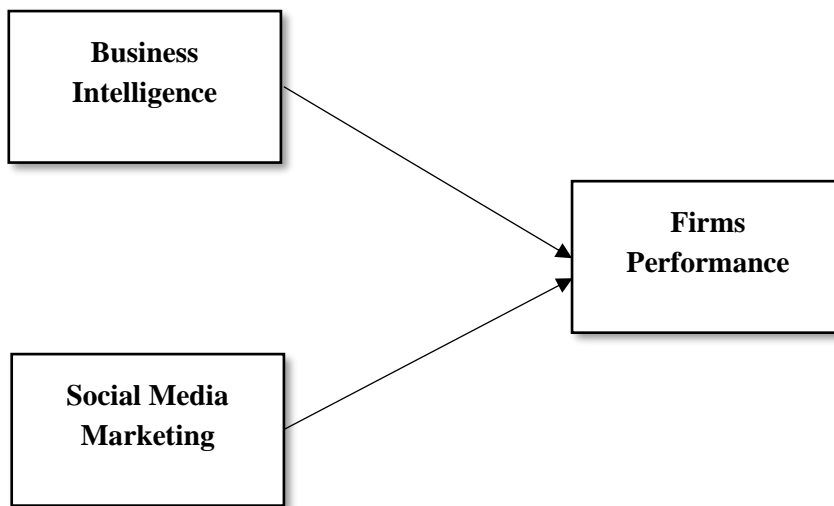 Business
Intelligence
Firms
Performance
Social Media
Marketing